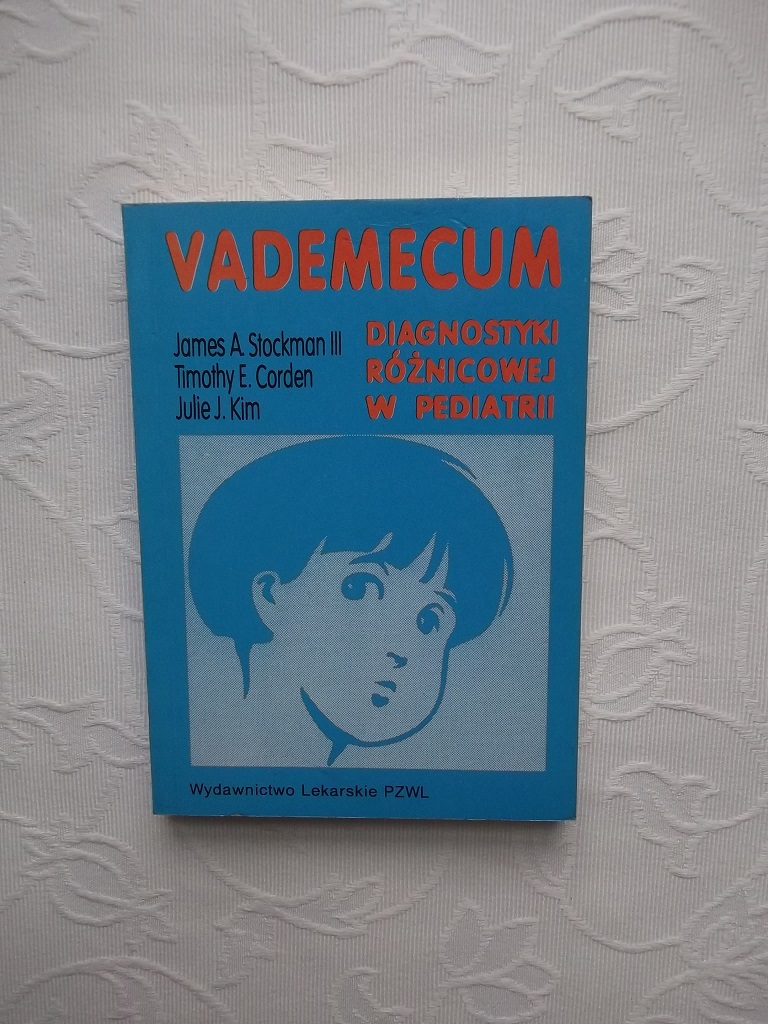 VADEMECUM
DIAGNOSTYKI
RÓŻNICOWEJ
W PEDIATRII
James A. Stockman III
Timothy E. Corden
Julie J. Kim
Wydawnictwo Lekarskie PZWL